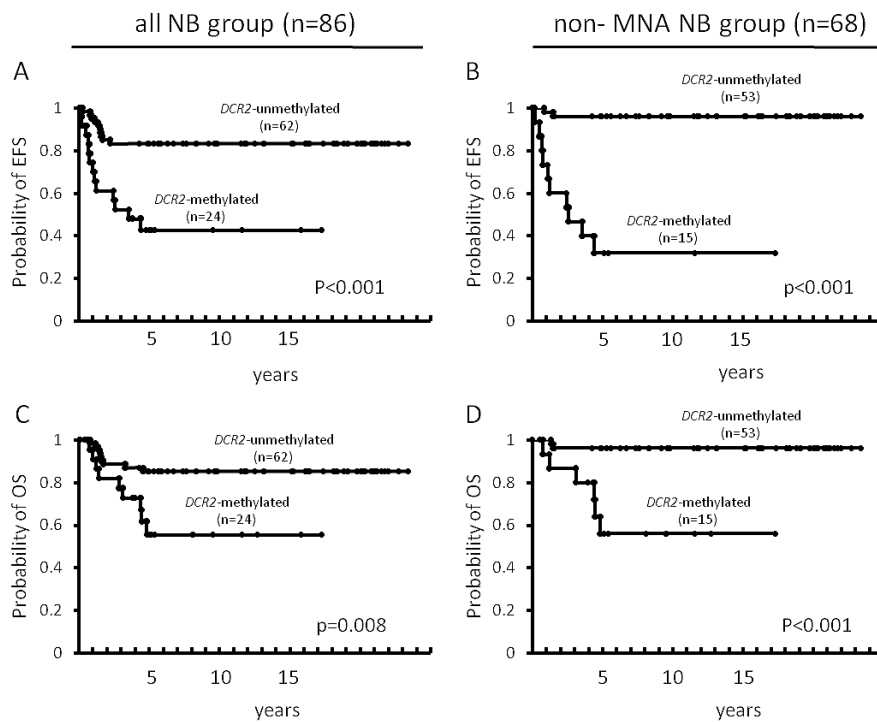 all NB group (n=86)
non- MNA NB group (n=68)
A
Probability of EFS
1
0.8
0.6
0.4
0.2
0
DCR2-unmethylated
(n=62)
DCR2-methylated
(n=24)
P<0.001
5 10 15
years
B
Probability of EFS
1
0.8
0.6
0.4
0.2
0
DCR2-unmethylated
(n=53)
DCR2-methylated
(n=15)
p<0.001
5 10 15
years
C
Probability of OS
1
0.8
0.6
0.4
0.2
0
DCR2-unmethylated
(n=62)
DCR2-methylated
(n=24)
p=0.008
5 10 15
years
D
Probability of OS
1
0.8
0.6
0.4
0.2
0
DCR2-unmethylated
(n=53)
DCR2-methylated
(n=15)
P<0.001
5 10 15
years